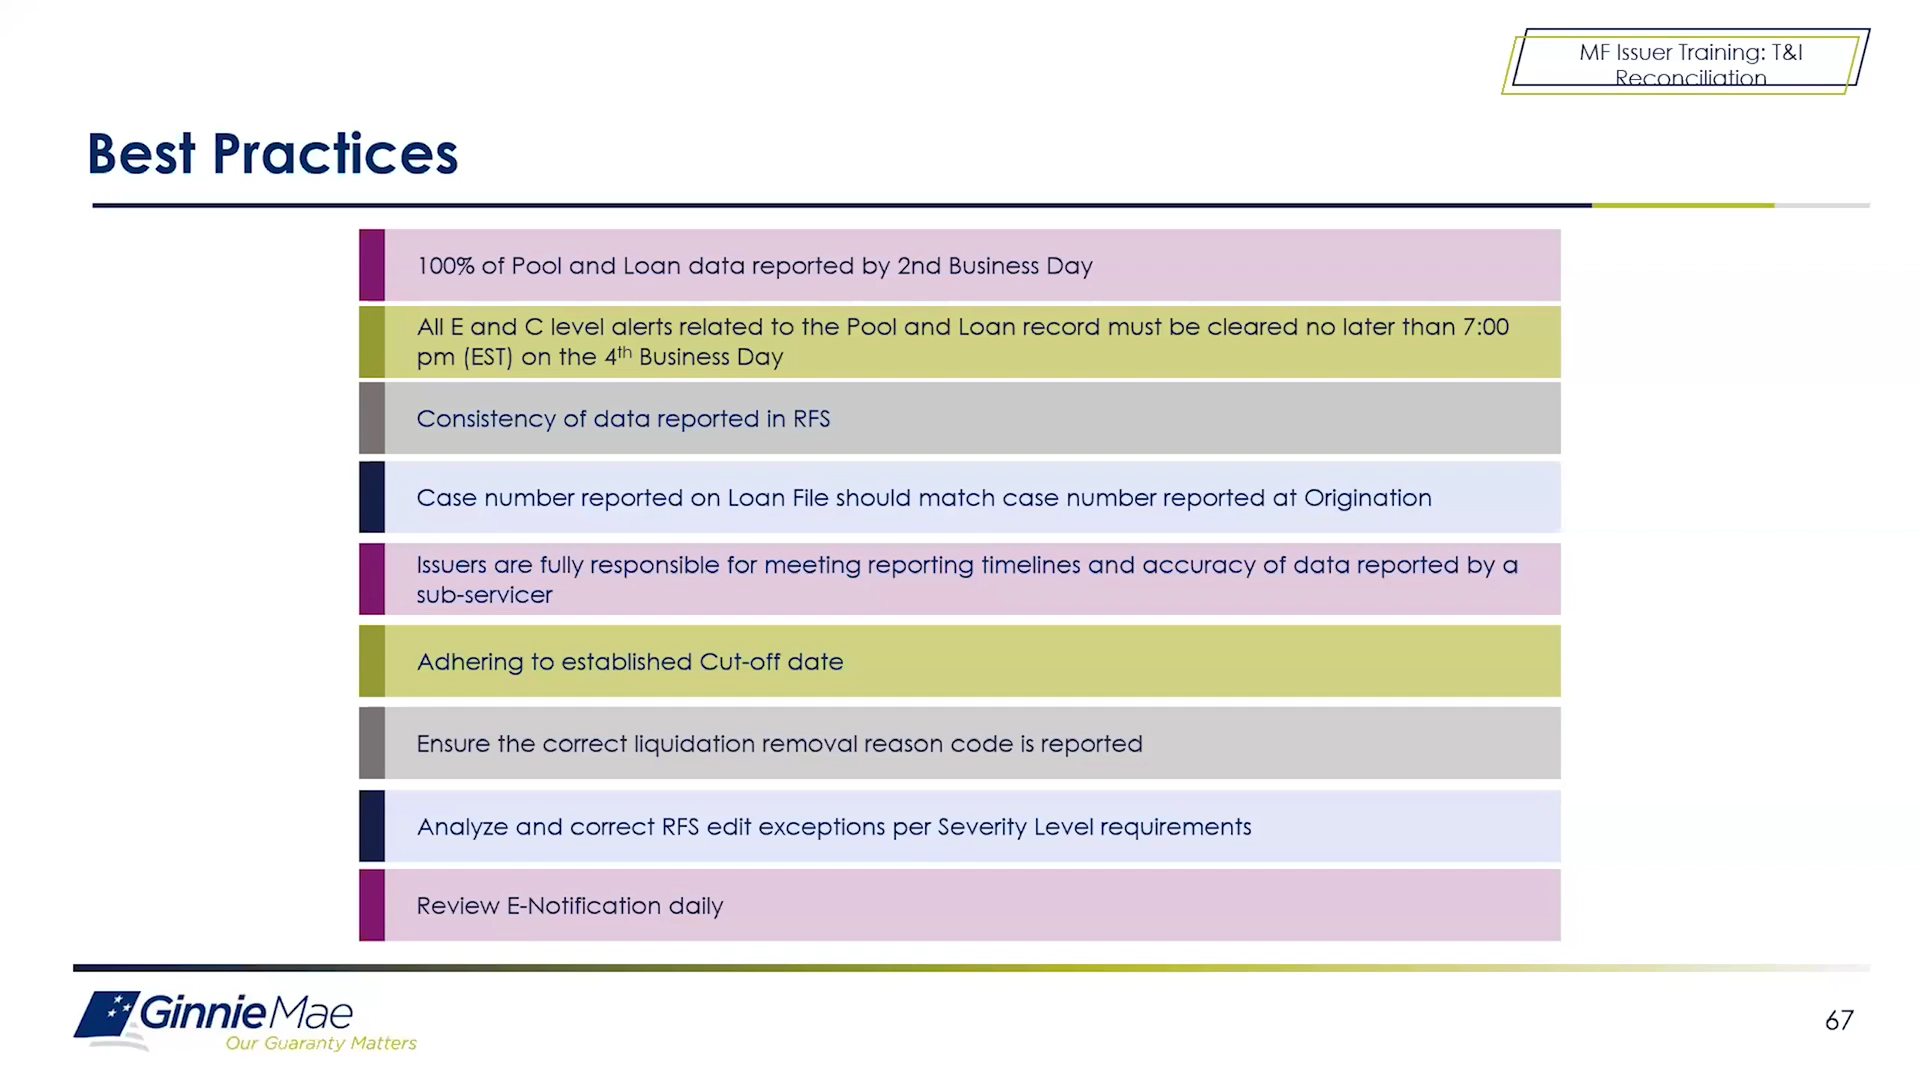 MF Issuer Training: T&I
Reconciliation
Best Practices
100% of Pool and Loan data reported by 2nd Business Day
All E and C level alerts related to the Pool and Loan record must be cleared no later than 7:00
pm (EST) on the 4th Business Day
Consistency of data reported in RFS
Case number reported on Loan File should match case number reported at Origination
Issuers are fully responsible for meeting reporting timelines and accuracy of data reported by a
sub-servicer
Adhering to established Cut-off date
Ensure the correct liquidation removal reason code is reported
Analyze and correct RFS edit exceptions per Severity Level requirements
Review E-Notification daily
GinnieMae
Our Guaranty Matters
67